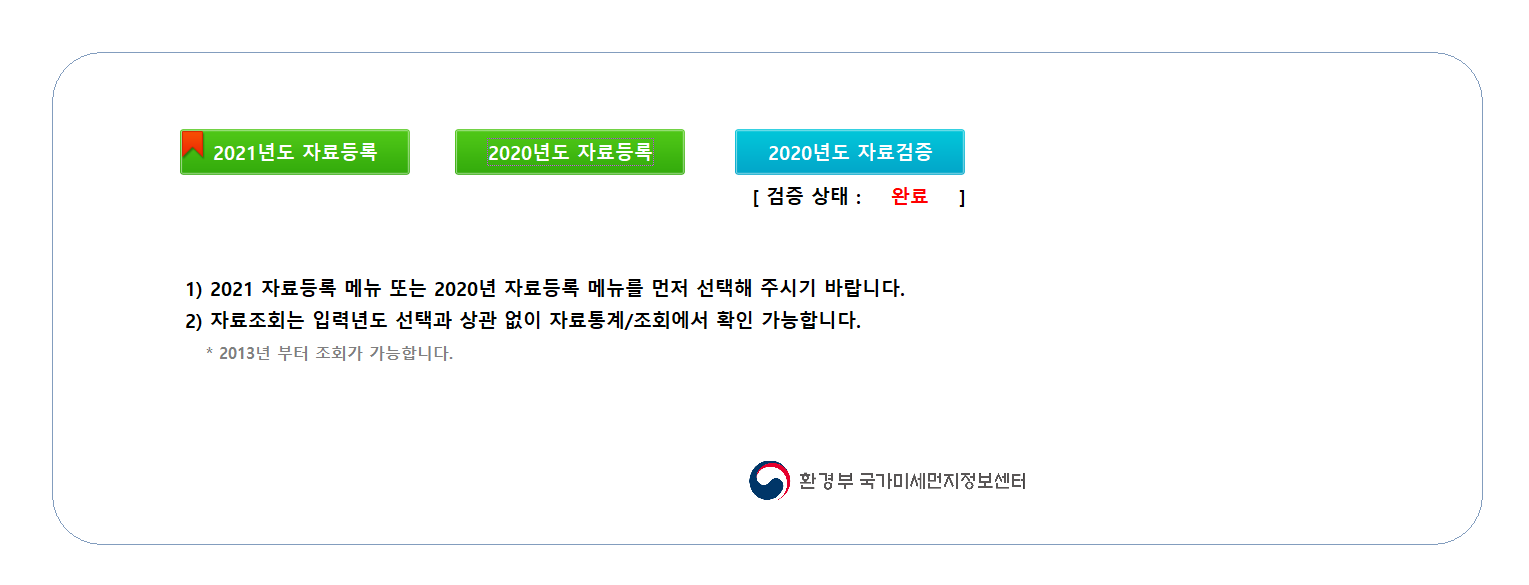 2021년도 자료등록 2020년도 자료등록 2020년도 자료검증
[ 검증 상태 : 완료 ]
1) 2021 자료등록 메뉴 또는 2020년 자료등록 메뉴를 먼저 선택해 주시기 바랍니다.
2) 자료조회는 입력년도 선택과 상관 없이 자료통계/조회에서 확인 가능합니다.
* 2013년 부터 조회가 가능합니다.
환경부 국가미세먼지정보센터